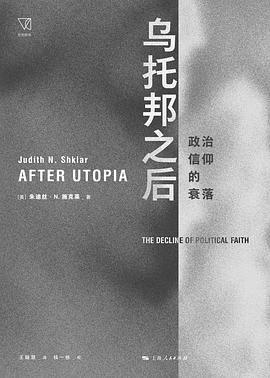 乌托邦之后
政治信仰的衰落
Judith N. Shklar
AFTER UTOPIA
[美] 朱迪丝·N. 施克莱 著
THE DECLINE OF POLITICAL FAITH
上海人民出版社